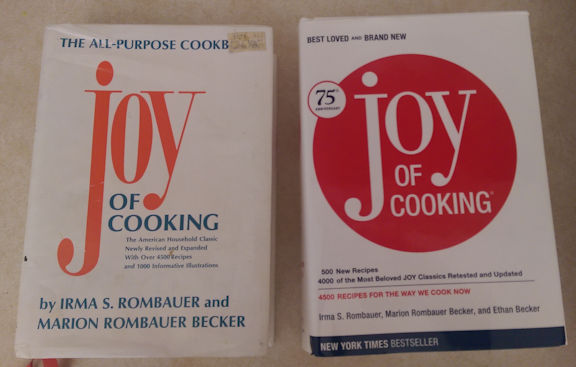 THE ALL-PURPOSE COOKB
joy
OF
COOKING
The American Household Classic
Newly Revised and Expanded
With Over 4500 Recipes
and 1000 Informative Illustrations
by IRMA S. ROMBAUER and
MARION ROMBAUER BECKER
BEST LOVED AND BRAND NEW
75th
ANNIVERSARY
joy
OF
COOKING®
500 New Recipes
4000 of the Most Beloved JOY Classics Retested and Updated
4500 RECIPES FOR THE WAY WE COOK NOW
Irma S. Rombauer, Marion Rombauer Becker, and Ethan Becker
NEW YORK TIMES BESTSELLER